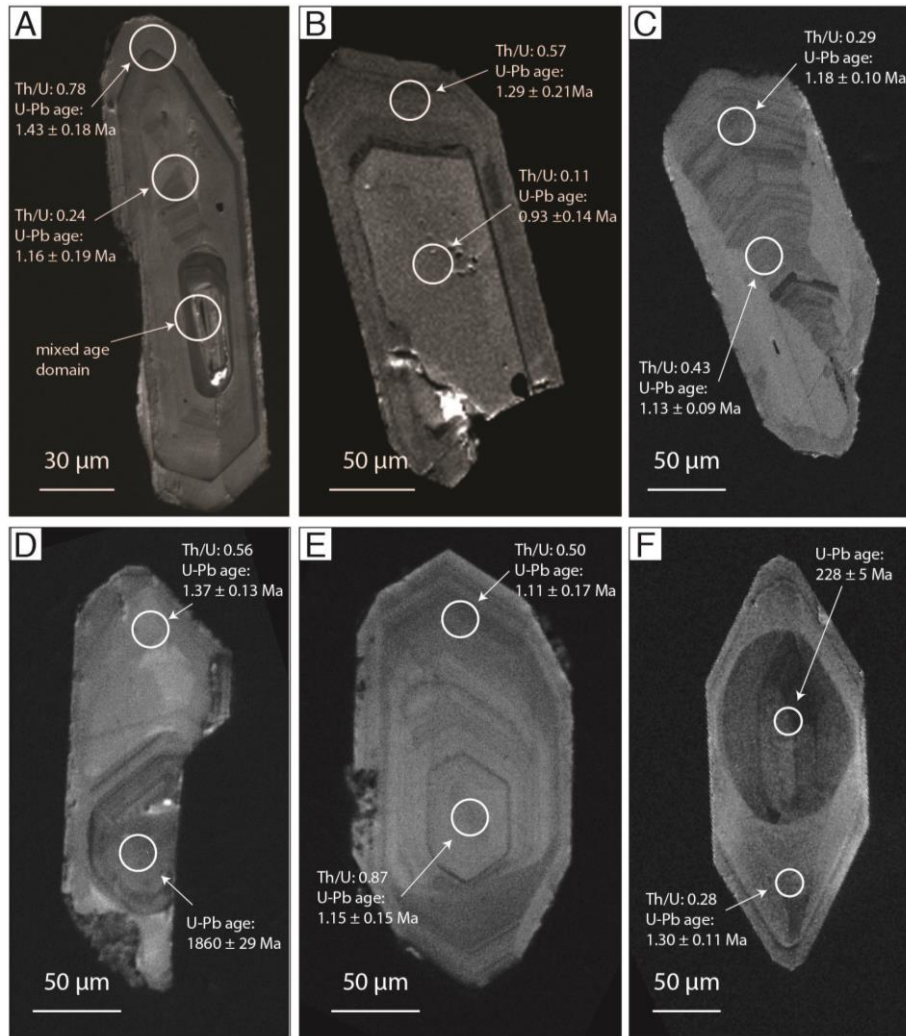 A
Th/U: 0.78
U-Pb age:
1.43 ± 0.18 Ma
Th/U: 0.24
U-Pb age:
1.16 ± 0.19 Ma
mixed age
domain
30 µm
B
Th/U: 0.57
U-Pb age:
1.29 ± 0.21Ma
Th/U: 0.11
U-Pb age:
0.93 ±0.14 Ma
50 µm
C
Th/U: 0.29
U-Pb age:
1.18 ± 0.10 Ma
Th/U: 0.43
U-Pb age:
1.13 ± 0.09 Ma
50 µm
D
Th/U: 0.56
U-Pb age:
1.37 ± 0.13 Ma
U-Pb age:
1860 ± 29 Ma
50 µm
E
Th/U: 0.50
U-Pb age:
1.11 ± 0.17 Ma
Th/U: 0.87
U-Pb age:
1.15 ± 0.15 Ma
50 µm
F
U-Pb age:
228 ± 5 Ma
Th/U: 0.28
U-Pb age:
1.30 ± 0.11 Ma
50 µm